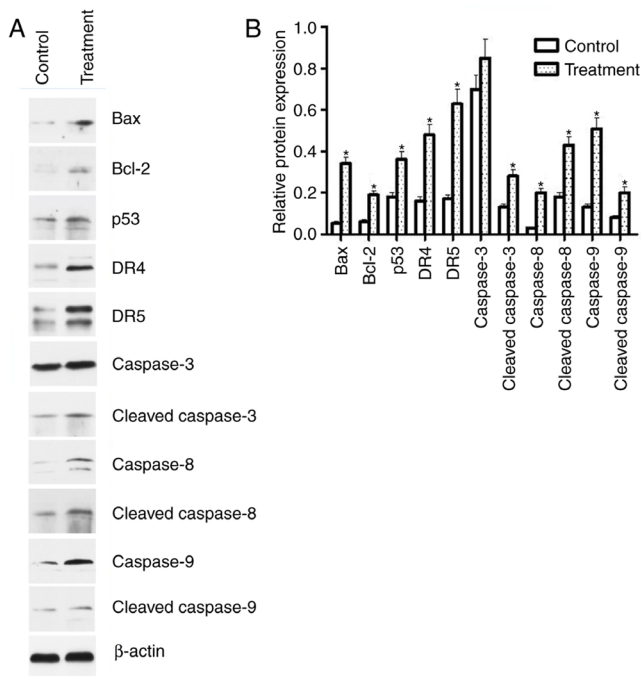 A
Control
Treatment
Bax
Bcl-2
p53
DR4
DR5
Caspase-3
Cleaved caspase-3
Caspase-8
Cleaved caspase-8
Caspase-9
Cleaved caspase-9
β-actin
B
Relative protein expression
1.0
0.8
0.6
0.4
0.2
0.0
Control
Treatment
*
*
*
*
*
*
*
*
*
*
Bax
Bcl-2
p53
DR4
DR5
Caspase-3
Cleaved caspase-3
Caspase-8
Cleaved caspase-8
Caspase-9
Cleaved caspase-9